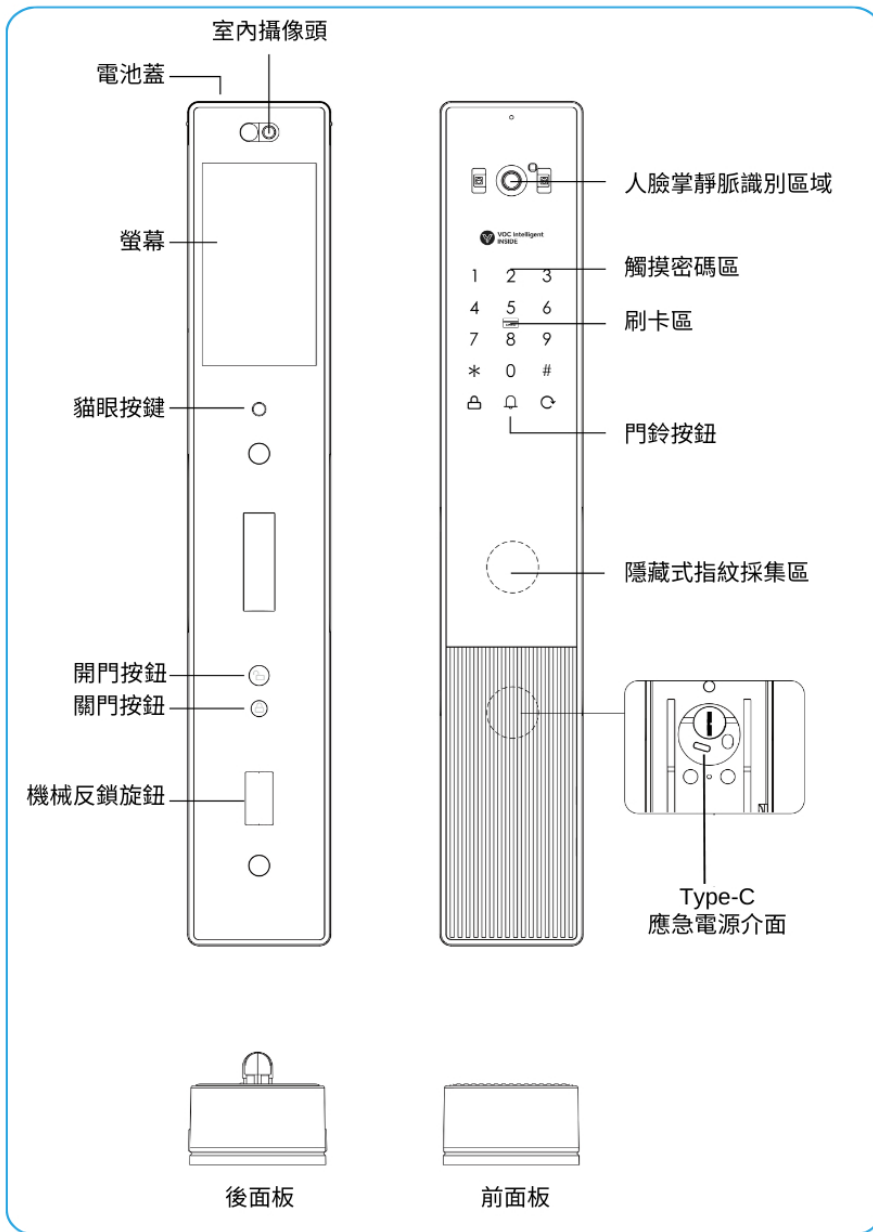 室內攝像頭
電池蓋
螢幕
貓眼按鍵
開門按鈕
關門按鈕
機械反鎖旋鈕
後面板
VOC Intelligent
INSIDE
1 2 3
4 5 6
7 8 9
* 0 #
人臉掌靜脈識別區域
觸摸密碼區
刷卡區
門鈴按鈕
隱藏式指紋採集區
Type-C
應急電源介面
前面板